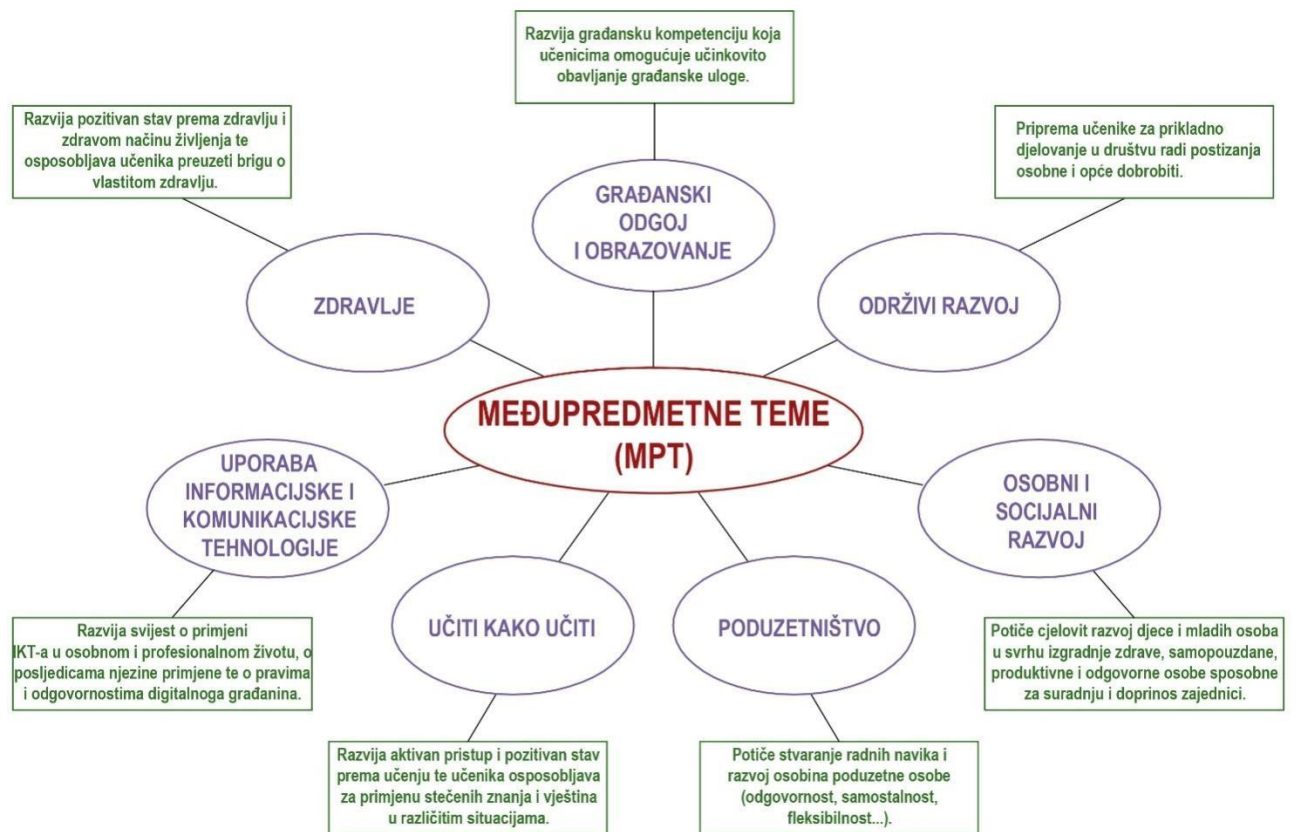 Razvija građansku kompetenciju koja
učenicima omogućuje učinkovito
obavljanje građanske uloge.
Razvija pozitivan stav prema zdravlju i
zdravom načinu življenja te
osposobljava učenika preuzeti brigu o
vlastitom zdravlju.
Priprema učenike za prikladno
djelovanje u društvu radi postizanja
osobne i opće dobrobiti.
GRAĐANSKI
ODGOJ
I OBRAZOVANJE
ZDRAVLJE
ODRŽIVI RAZVOJ
MEĐUPREDMETNE TEME
(MPT)
UPORABA
INFORMACIJSKE I
KOMUNIKACIJSKE
TEHNOLOGIJE
OSOBNI I
SOCIJALNI
RAZVOJ
UČITI KAKO UČITI
PODUZETNIŠTVO
Razvija svijest o primjeni
IKT-a u osobnom i profesionalnom životu, o
posljedicama njezine primjene te o pravima
i odgovornostima digitalnoga građanina.
Potiče cjelovit razvoj djece i mladih osoba
u svrhu izgradnje zdrave, samopouzdane,
produktivne i odgovorne osobe sposobne
za suradnju i doprinos zajednici.
Razvija aktivan pristup i pozitivan stav
prema učenju te učenika osposobljava
za primjenu stečenih znanja i vještina
u različitim situacijama.
Potiče stvaranje radnih navika i
razvoj osobina poduzetne osobe
(odgovornost, samostalnost,
fleksibilnost...).